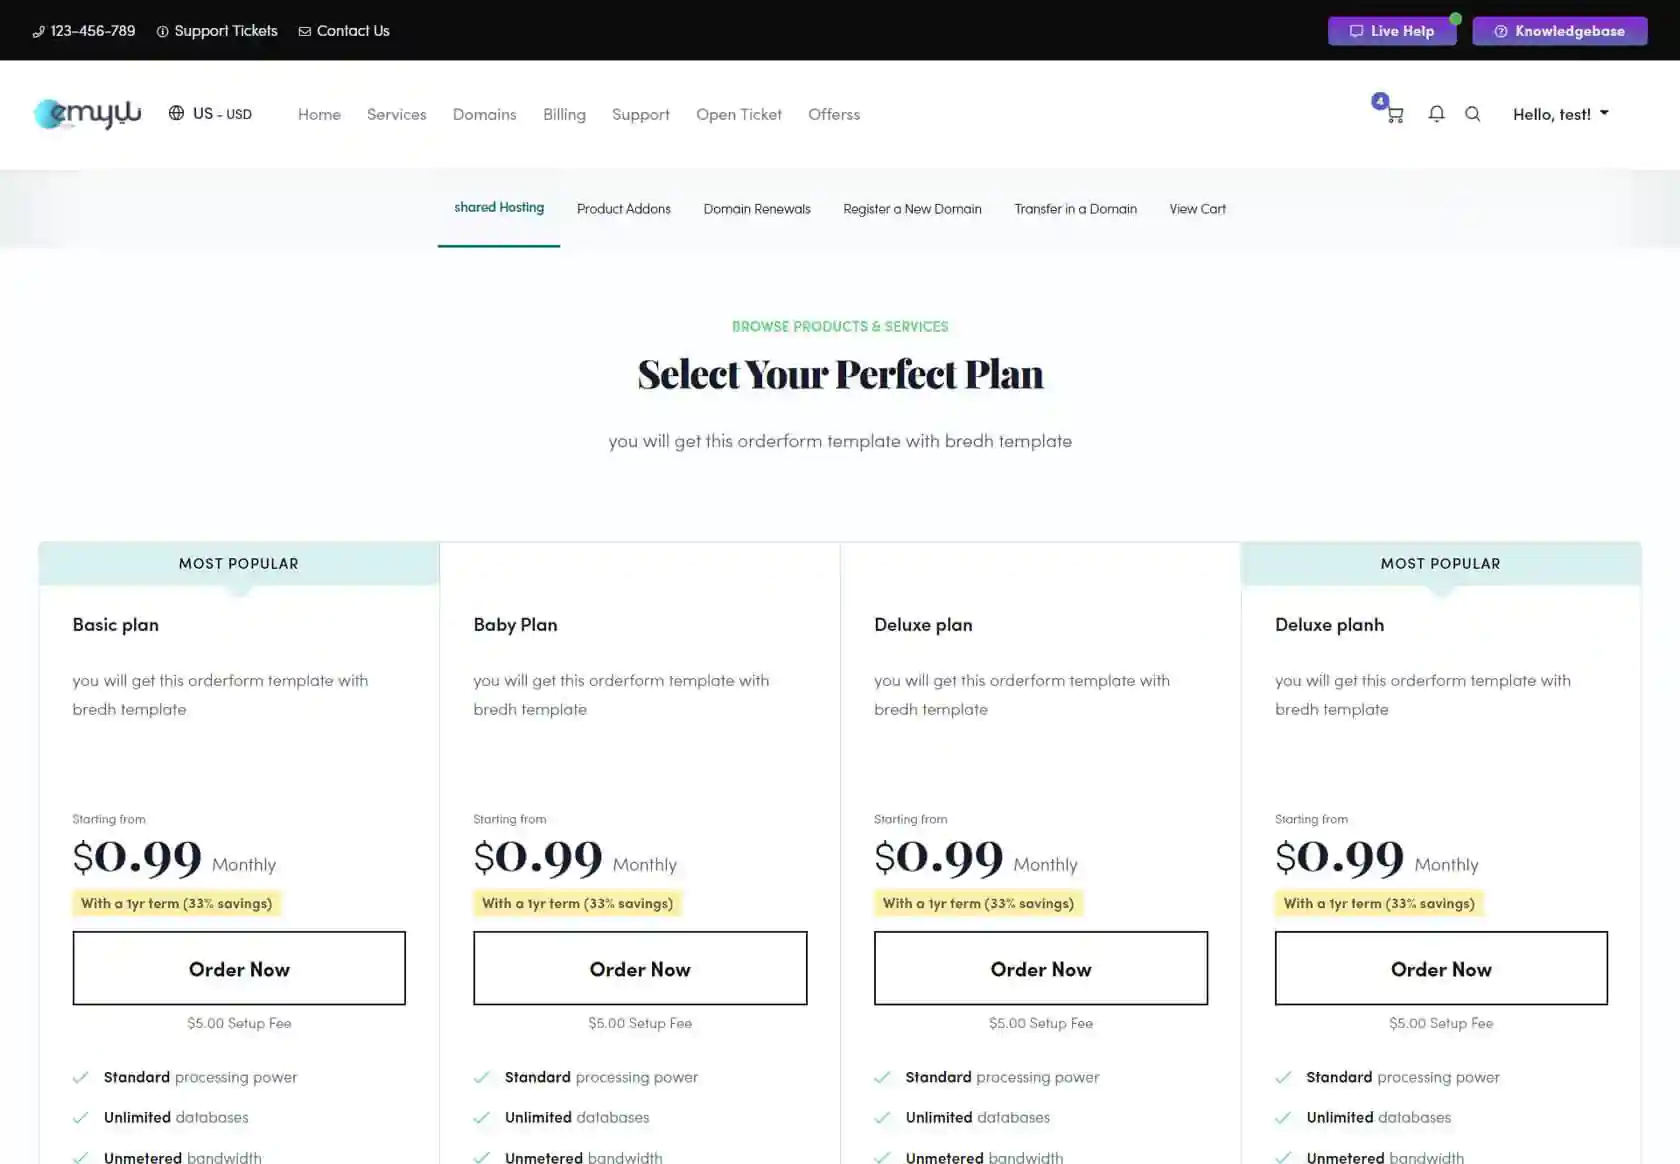 123-456-789 Support Tickets Contact Us Live Help Knowledgebase
emyui US - USD Home Services Domains Billing Support Open Ticket Offerss 4 Hello, test!
shared Hosting Product Addons Domain Renewals Register a New Domain Transfer in a Domain View Cart
BROWSE PRODUCTS & SERVICES
Select Your Perfect Plan
you will get this orderform template with bredh template
MOST POPULAR MOST POPULAR
Basic plan Baby Plan Deluxe plan Deluxe planh
you will get this orderform template with you will get this orderform template with you will get this orderform template with you will get this orderform template with
bredh template bredh template bredh template bredh template
Starting from Starting from Starting from Starting from
$0.99 Monthly $0.99 Monthly $0.99 Monthly $0.99 Monthly
With a 1yr term (33% savings) With a 1yr term (33% savings) With a 1yr term (33% savings) With a 1yr term (33% savings)
Order Now Order Now Order Now Order Now
$5.00 Setup Fee $5.00 Setup Fee $5.00 Setup Fee $5.00 Setup Fee
Standard processing power Standard processing power Standard processing power Standard processing power
Unlimited databases Unlimited databases Unlimited databases Unlimited databases
Unmetered bandwidth Unmetered bandwidth Unmetered bandwidth Unmetered bandwidth